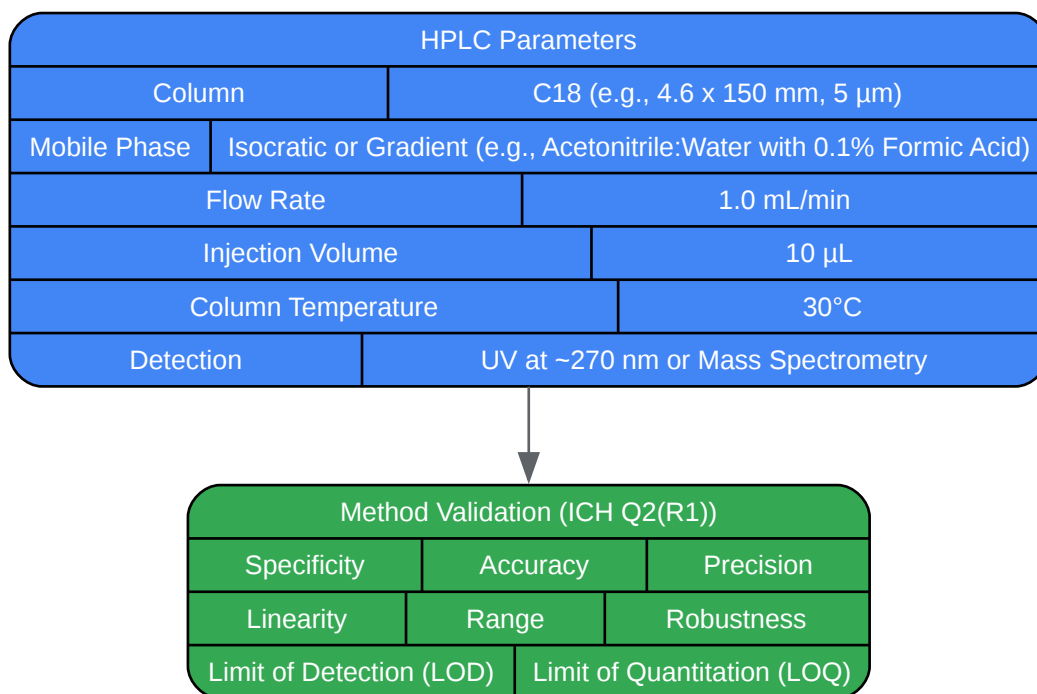 HPLC Parameters
Column C18 (e.g., 4.6 x 150 mm, 5 µm)
Mobile Phase Isocratic or Gradient (e.g., Acetonitrile:Water with 0.1% Formic Acid)
Flow Rate 1.0 mL/min
Injection Volume 10 µL
Column Temperature 30°C
Detection UV at ~270 nm or Mass Spectrometry
Method Validation (ICH Q2(R1))
Specificity Accuracy Precision
Linearity Range Robustness
Limit of Detection (LOD) Limit of Quantitation (LOQ)